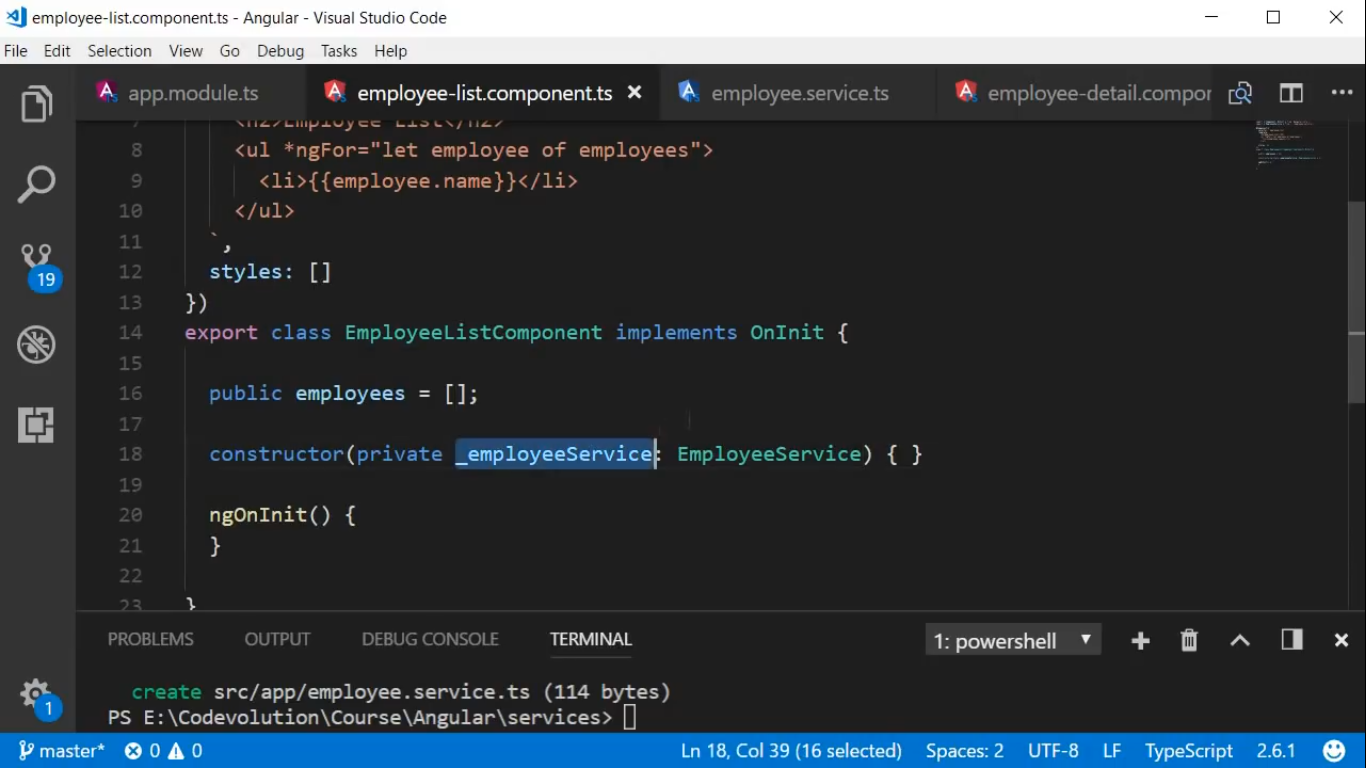 employee-list.component.ts - Angular - Visual Studio Code
File Edit Selection View Go Debug Tasks Help
app.module.ts employee-list.component.ts employee.service.ts employee-detail.compor
7 <h2>Employee List</h2>
8 <ul *ngFor="let employee of employees">
9 <li>{{employee.name}}</li>
10 </ul>
11 `,
12 styles: []
13 })
14 export class EmployeeListComponent implements OnInit {
15
16 public employees = [];
17
18 constructor(private _employeeService: EmployeeService) { }
19
20 ngOnInit() {
21 }
22
23 }
19
1
PROBLEMS OUTPUT DEBUG CONSOLE TERMINAL 1: powershell
create src/app/employee.service.ts (114 bytes)
PS E:\Codevolution\Course\Angular\services>
master* 0 0 Ln 18, Col 39 (16 selected) Spaces: 2 UTF-8 LF TypeScript 2.6.1